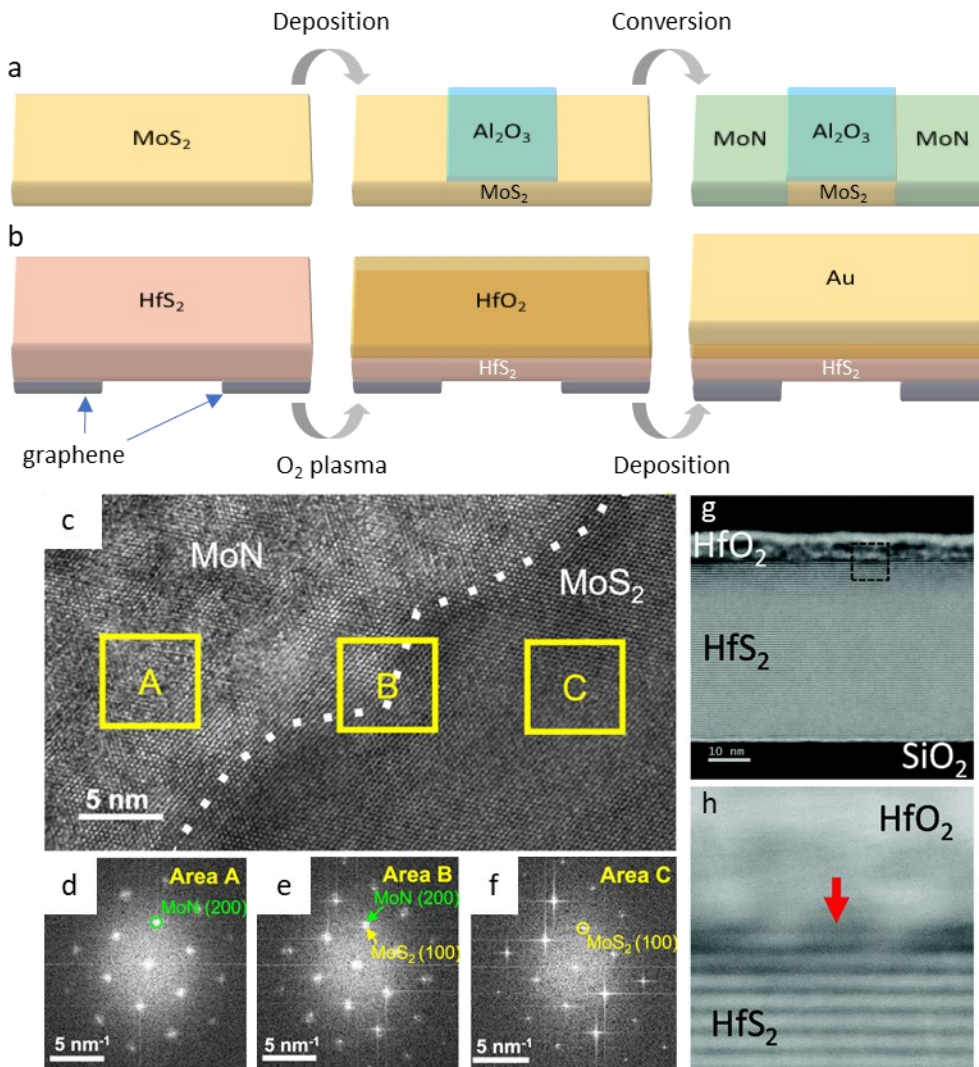 Deposition
Conversion
a
MoS₂
Al₂O₃
MoS₂
MoN
Al₂O₃
MoN
MoS₂
b
HfS₂
HfO₂
HfS₂
Au
HfS₂
graphene
O₂ plasma
Deposition
c
MoN
MoS₂
A
B
C
5 nm
d
Area A
MoN (200)
5 nm⁻¹
e
Area B
MoN (200)
MoS₂ (100)
5 nm⁻¹
f
Area C
MoS₂ (100)
5 nm⁻¹
g
HfO₂
HfS₂
10 nm
SiO₂
h
HfO₂
HfS₂